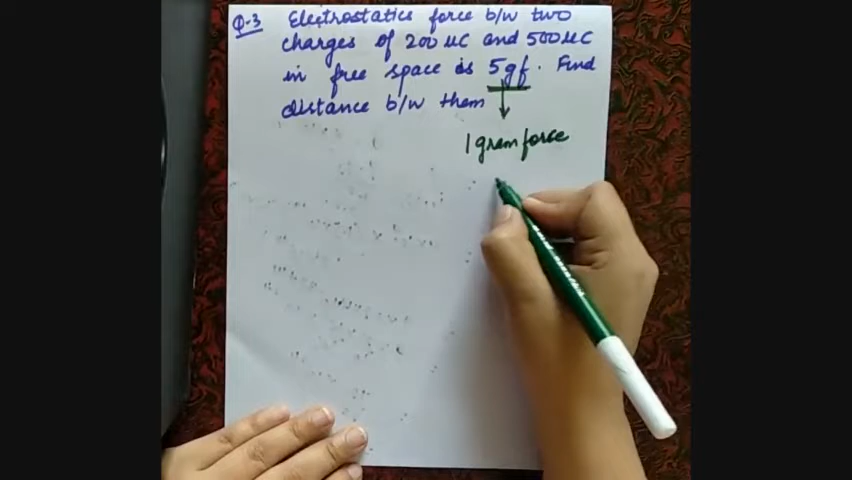 Q-3 Electrostatics force b/w two
charges of 200 μC and 500 μC
in free space is 5gf. Find
distance b/w them
1 gram force